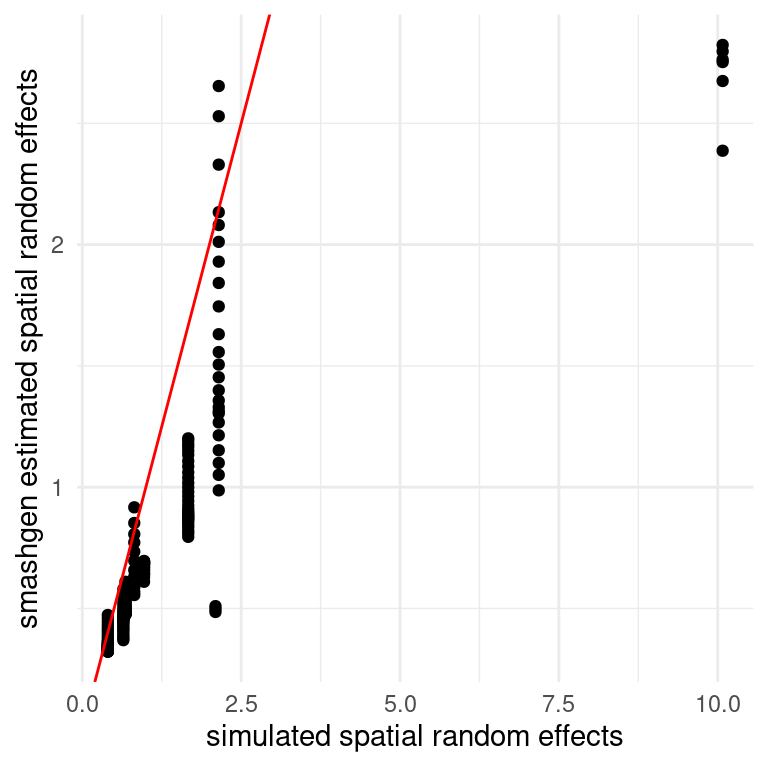 smashgen estimated spatial random effects
2
1
0.0 2.5 5.0 7.5 10.0
simulated spatial random effects